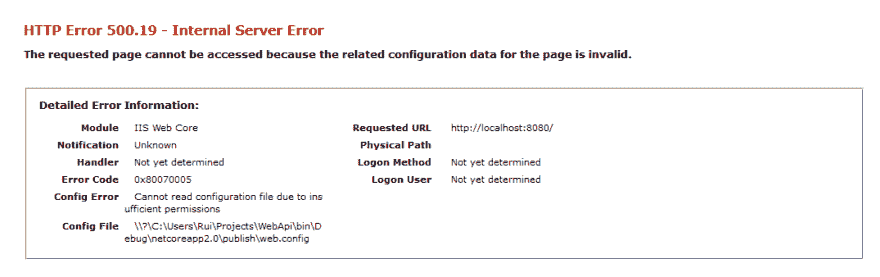 HTTP Error 500.19 - Internal Server Error
The requested page cannot be accessed because the related configuration data for the page is invalid.
Detailed Error Information:
Module IIS Web Core
Notification Unknown
Handler Not yet determined
Error Code 0x80070005
Config Error Cannot read configuration file due to ins
ufficient permissions
Config File \\?\C:\Users\Rui\Projects\WebApi\bin\D
ebug\netcoreapp2.0\publish\web.config
Requested URL http://localhost:8080/
Physical Path
Logon Method Not yet determined
Logon User Not yet determined